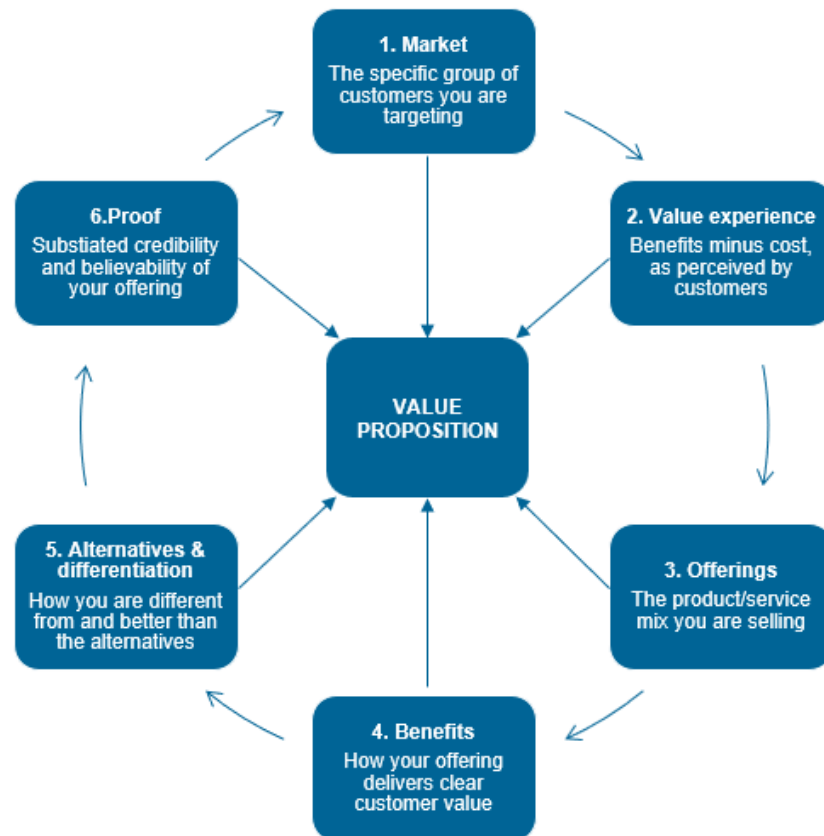 1. Market
The specific group of
customers you are
targeting
2. Value experience
Benefits minus cost,
as perceived by
customers
3. Offerings
The product/service
mix you are selling
4. Benefits
How your offering
delivers clear
customer value
5. Alternatives &
differentiation
How you are different
from and better than
the alternatives
6.Proof
Substiated credibility
and believability of
your offering
VALUE
PROPOSITION